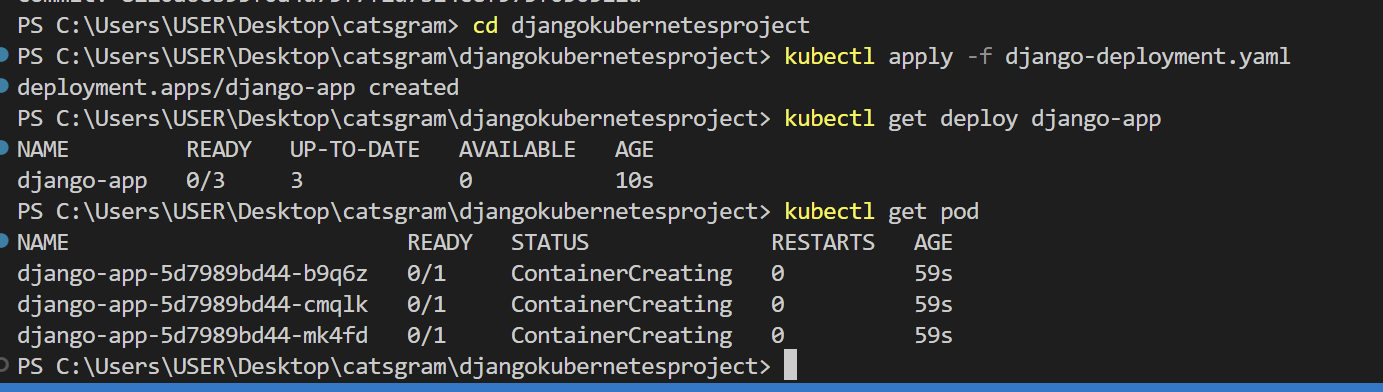 PS C:\Users\USER\Desktop\catsgram> cd djangokubernetesproject
PS C:\Users\USER\Desktop\catsgram\djangokubernetesproject> kubectl apply -f django-deployment.yaml
deployment.apps/django-app created
PS C:\Users\USER\Desktop\catsgram\djangokubernetesproject> kubectl get deploy django-app
NAME         READY   UP-TO-DATE   AVAILABLE   AGE
django-app   0/3     3            0           10s
PS C:\Users\USER\Desktop\catsgram\djangokubernetesproject> kubectl get pod
NAME                          READY   STATUS              RESTARTS   AGE
django-app-5d7989bd44-b9q6z   0/1     ContainerCreating   0          59s
django-app-5d7989bd44-cmqlk   0/1     ContainerCreating   0          59s
django-app-5d7989bd44-mk4fd   0/1     ContainerCreating   0          59s
PS C:\Users\USER\Desktop\catsgram\djangokubernetesproject>